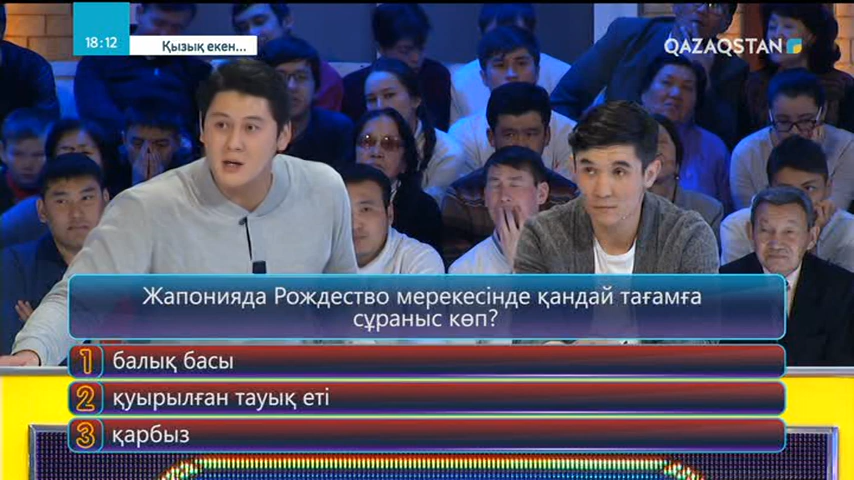 18:12
Қызық екен...
QAZAQSTAN
Жапонияда Рождество мерекесінде қандай тағамға
сұраныс көп?
1 балық басы
2 қуырылған тауық еті
3 қарбыз